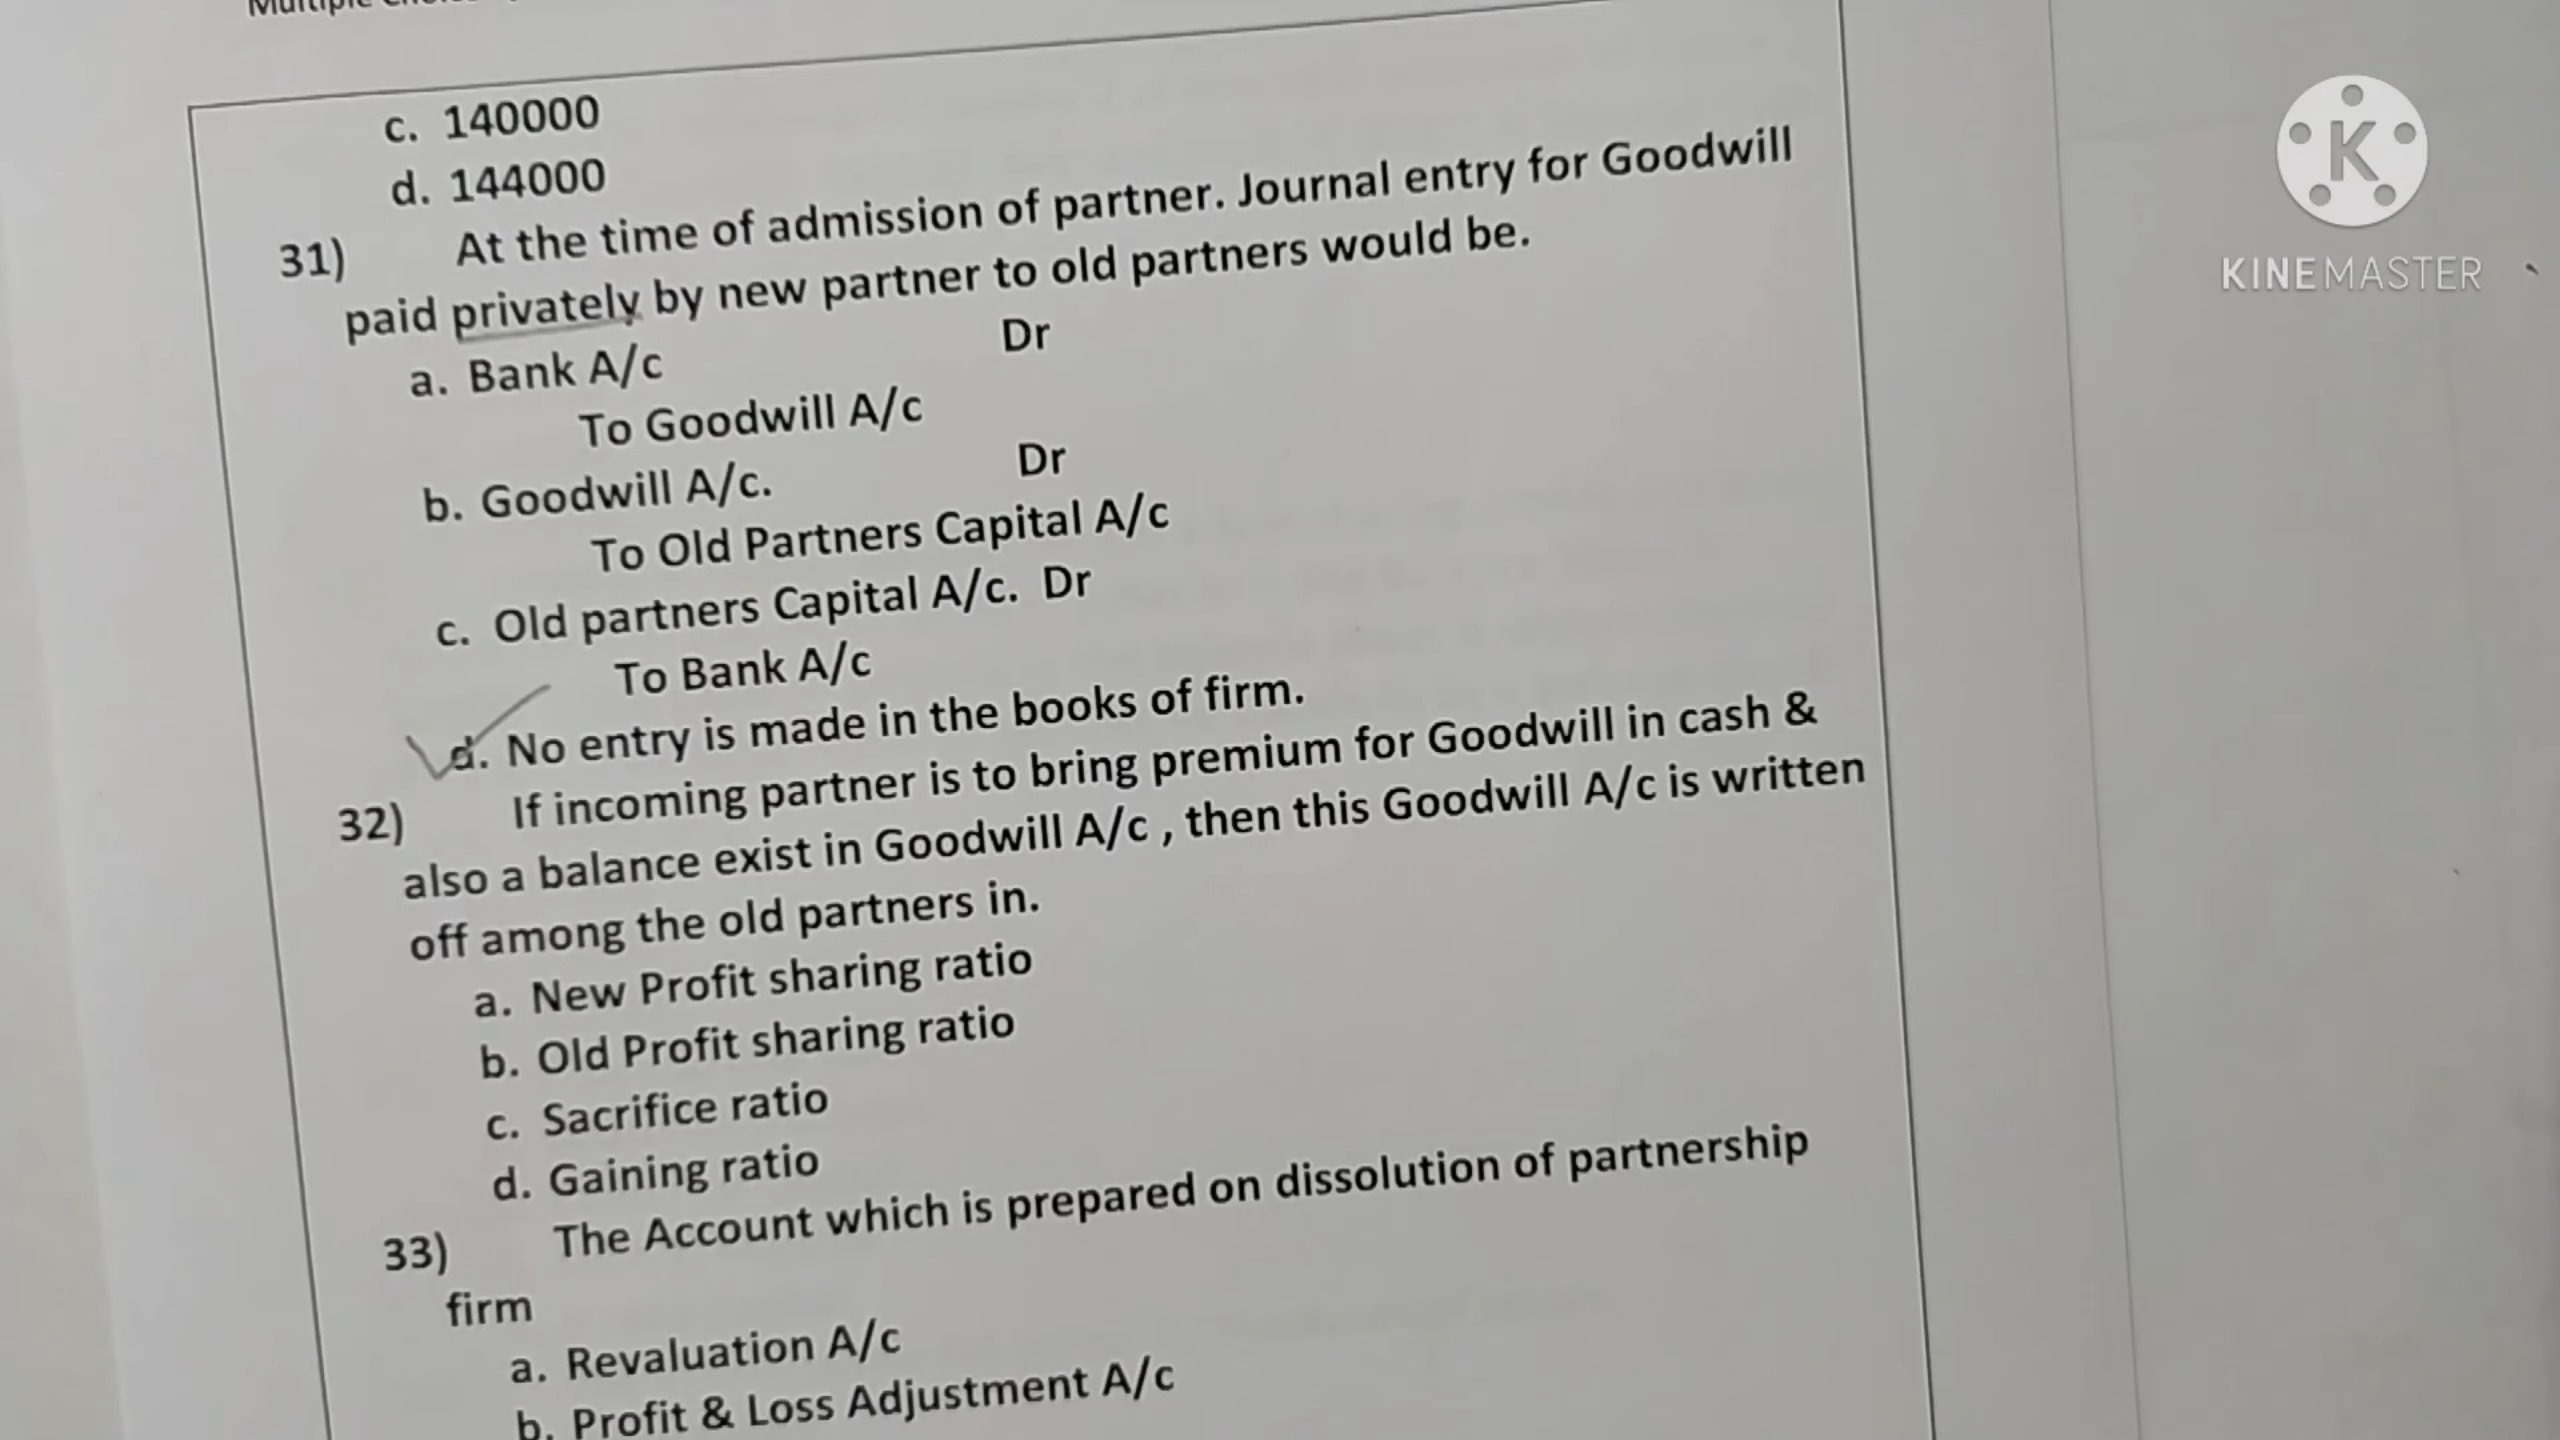 Multiple
c. 140000
d. 144000
31) At the time of admission of partner. Journal entry for Goodwill
paid privately by new partner to old partners would be.
a. Bank A/c Dr
To Goodwill A/c
b. Goodwill A/c. Dr
To Old Partners Capital A/c
c. Old partners Capital A/c. Dr
To Bank A/c
d. No entry is made in the books of firm.
32) If incoming partner is to bring premium for Goodwill in cash &
also a balance exist in Goodwill A/c , then this Goodwill A/c is written
off among the old partners in.
a. New Profit sharing ratio
b. Old Profit sharing ratio
c. Sacrifice ratio
d. Gaining ratio
33) The Account which is prepared on dissolution of partnership
firm
a. Revaluation A/c
b. Profit & Loss Adjustment A/c
K
KINEMASTER